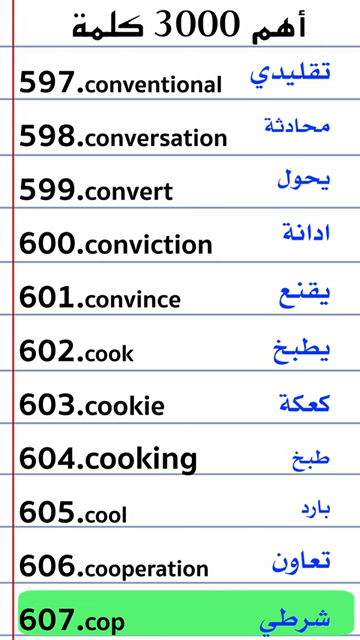 أهم 3000 كلمة
597.conventional تقليدي
598.conversation محادثة
599.convert يحول
600.conviction ادانة
601.convince يقنع
602.cook يطبخ
603.cookie كعكة
604.cooking طبخ
605.cool بارد
606.cooperation تعاون
607.cop شرطي